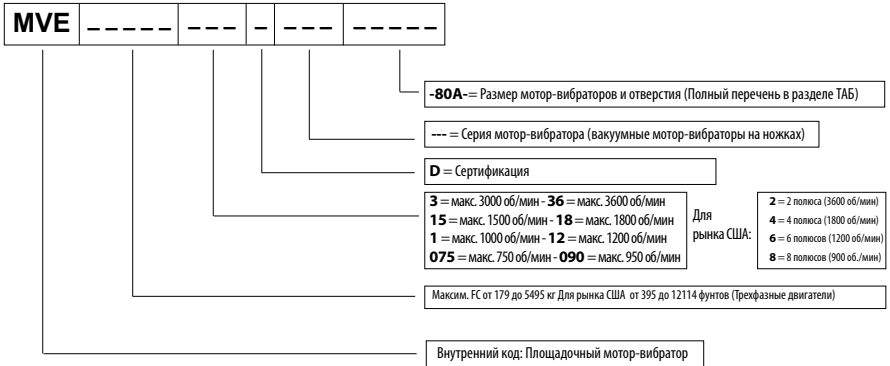 MVE _ _ _ _ _ _ _ _ _ _ _ _ _ _ _ _ _
-80A-= Размер мотор-вибраторов и отверстия (Полный перечень в разделе ТАБ)
--- = Серия мотор-вибратора (вакуумные мотор-вибраторы на ножках)
D = Сертификация
3 = макс. 3000 об/мин - 36 = макс. 3600 об/мин
15 = макс. 1500 об/мин - 18 = макс. 1800 об/мин
1 = макс. 1000 об/мин - 12 = макс. 1200 об/мин
075 = макс. 750 об/мин - 090 = макс. 950 об/мин
Для
рынка США:
2 = 2 полюса (3600 об/мин)
4 = 4 полюса (1800 об/мин)
6 = 6 полюсов (1200 об/мин)
8 = 8 полюсов (900 об./мин)
Максим. FC от 179 до 5495 кг Для рынка США от 395 до 12114 фунтов (Трехфазные двигатели)
Внутренний код: Площадочный мотор-вибратор